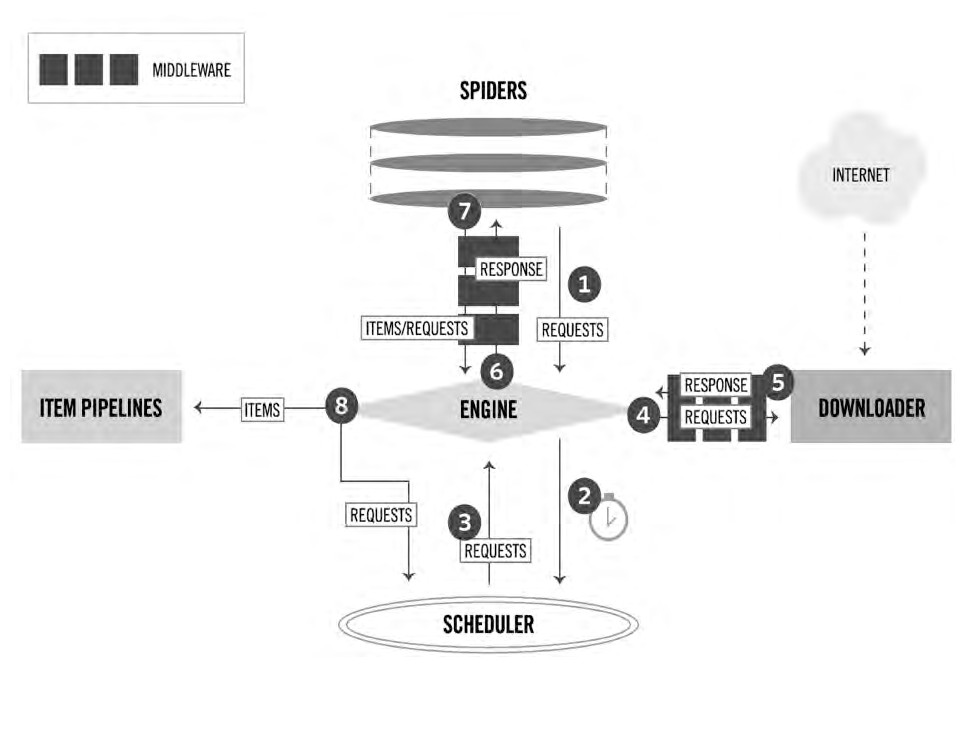 MIDDLEWARE
SPIDERS
INTERNET
7
RESPONSE
1
ITEMS/REQUESTS
REQUESTS
6
5
RESPONSE
ITEM PIPELINES
ITEMS
8
ENGINE
4
REQUESTS
DOWNLOADER
2
REQUESTS
3
REQUESTS
SCHEDULER